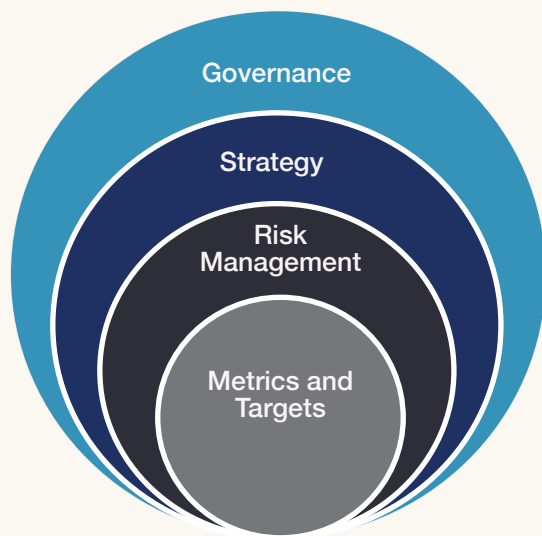 Governance
Strategy
Risk
Management
Metrics and
Targets